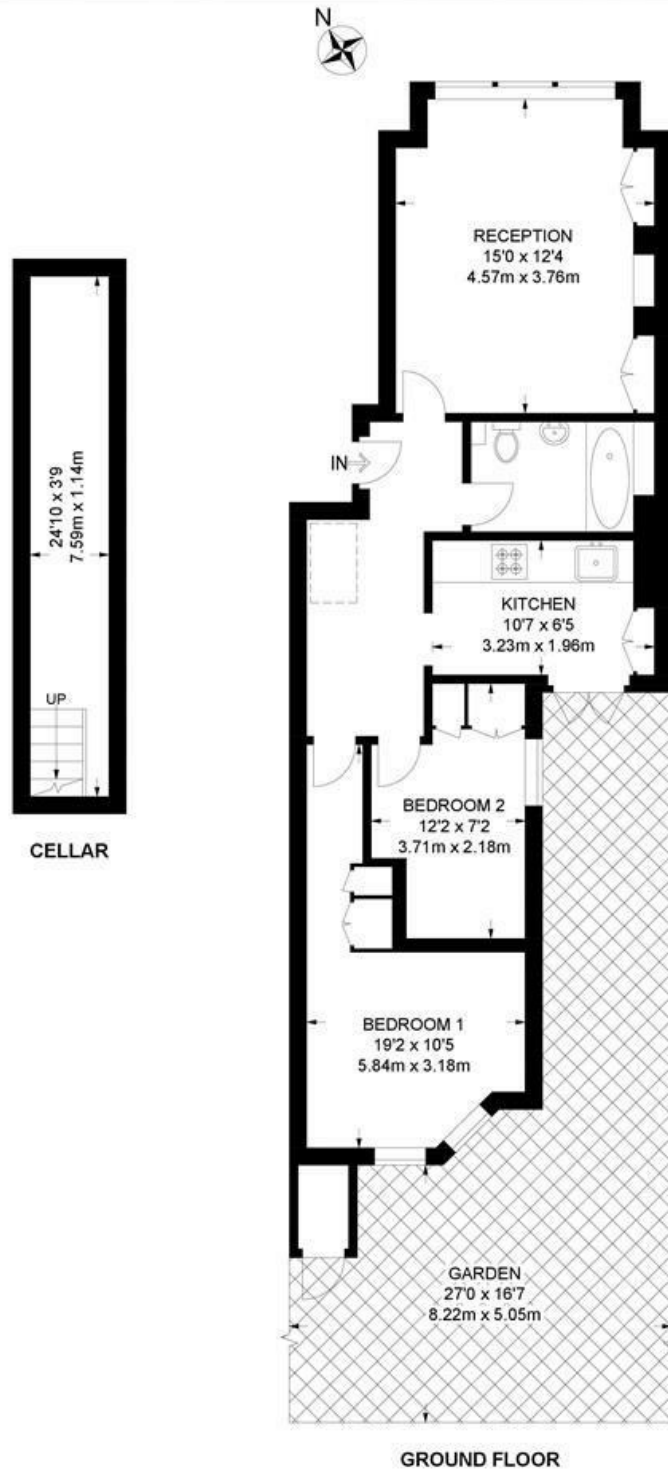 N
RECEPTION
15'0 x 12'4
4.57m x 3.76m
IN
24'10 x 3'9
7.59m x 1.14m
UP
CELLAR
KITCHEN
10'7 x 6'5
3.23m x 1.96m
BEDROOM 2
12'2 x 7'2
3.71m x 2.18m
BEDROOM 1
19'2 x 10'5
5.84m x 3.18m
GARDEN
27'0 x 16'7
8.22m x 5.05m
GROUND FLOOR